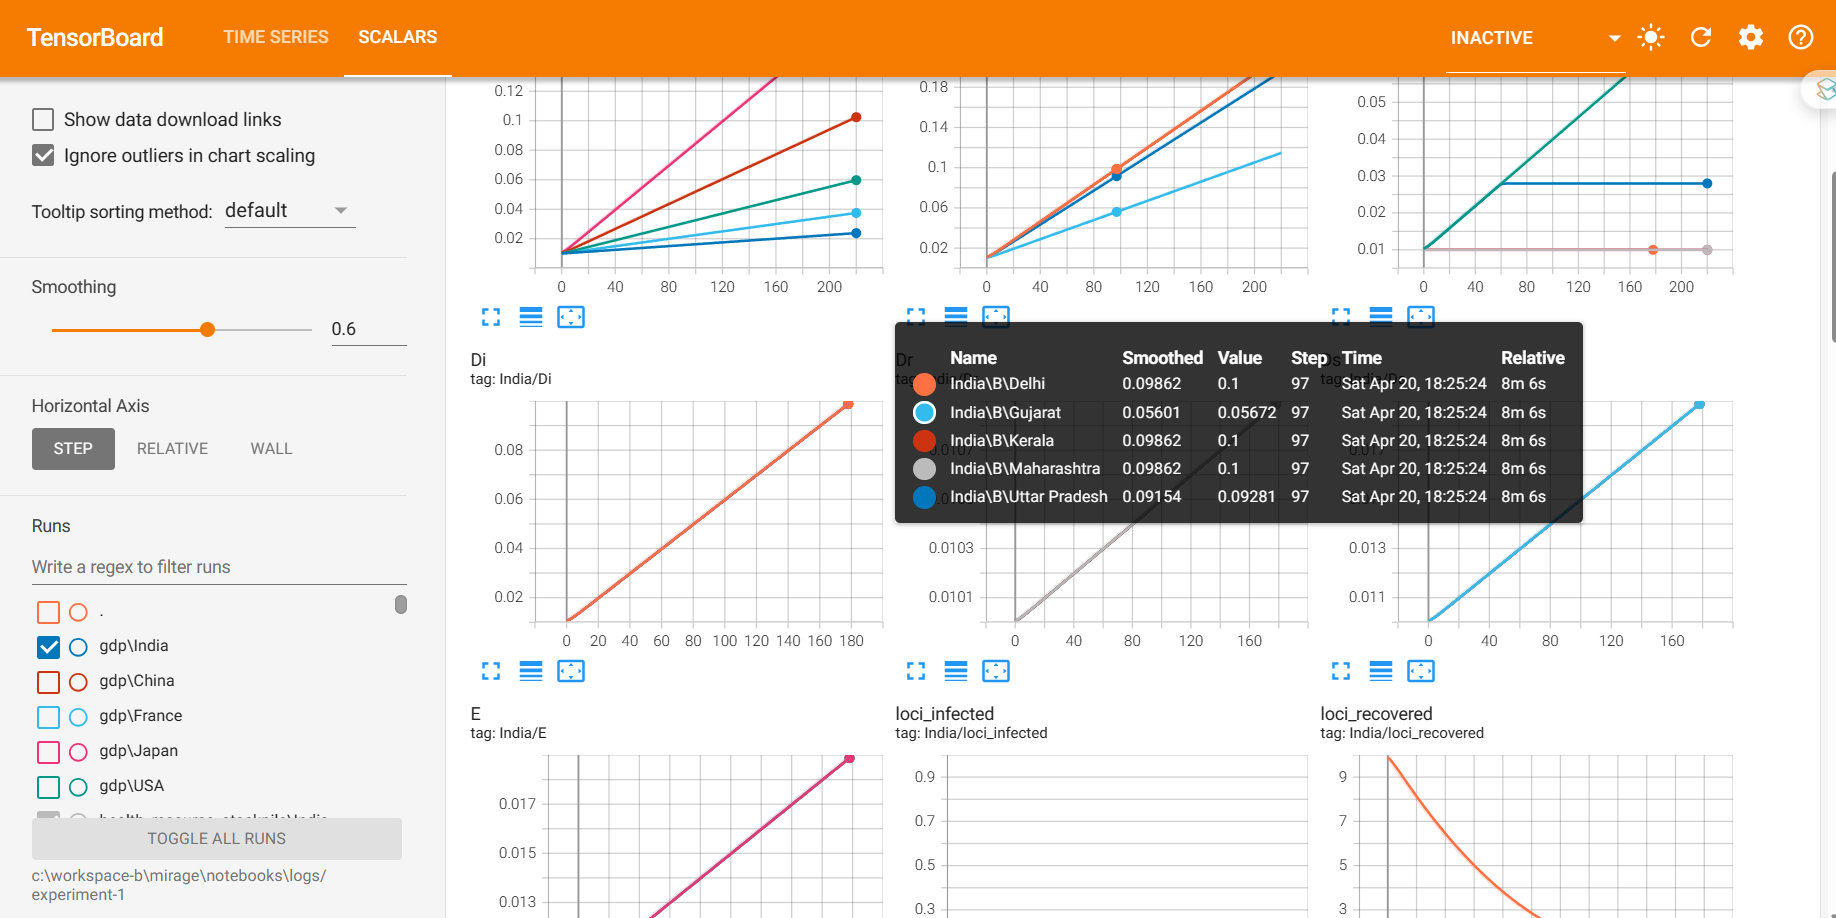 TensorBoard
TIME SERIES
SCALARS
INACTIVE
Show data download links
Ignore outliers in chart scaling
Tooltip sorting method: default
Smoothing
0.6
Horizontal Axis
STEP RELATIVE WALL
Runs
Write a regex to filter runs
.
gdp\India
gdp\China
gdp\France
gdp\Japan
gdp\USA
TOGGLE ALL RUNS
c:\workspace-b\mirage\notebooks\logs/
experiment-1
0.12
0.1
0.08
0.06
0.04
0.02
0 40 80 120 160 200
0.18
0.14
0.1
0.06
0.02
0 40 80 120 160 200
0.05
0.04
0.03
0.02
0.01
0 40 80 120 160 200
Name Smoothed Value Step Time Relative
India\B\Delhi 0.09862 0.1 97 Sat Apr 20, 18:25:24 8m 6s
India\B\Gujarat 0.05601 0.05672 97 Sat Apr 20, 18:25:24 8m 6s
India\B\Kerala 0.09862 0.1 97 Sat Apr 20, 18:25:24 8m 6s
India\B\Maharashtra 0.09862 0.1 97 Sat Apr 20, 18:25:24 8m 6s
India\B\Uttar Pradesh 0.09154 0.09281 97 Sat Apr 20, 18:25:24 8m 6s
Di
tag: India/Di
0.08
0.06
0.04
0.02
0 20 40 60 80 100 120 140 160 180
Dr
0.0107
0.0103
0.0101
0 40 80 120 160
0.017
0.013
0.011
0 40 80 120 160
E
tag: India/E
0.017
0.015
0.013
loci_infected
tag: India/loci_infected
0.9
0.7
0.5
0.3
loci_recovered
tag: India/loci_recovered
9
7
5
3